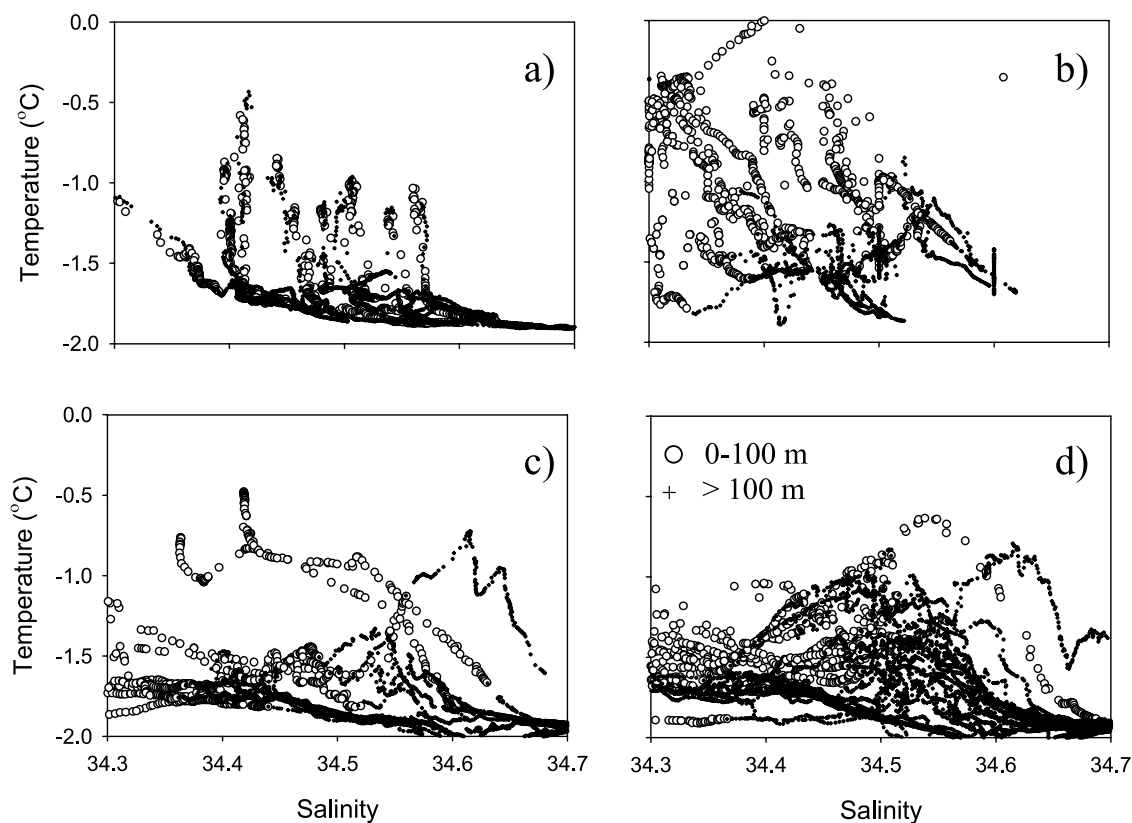 0.0
a)
b)
-0.5
-1.0
-1.5
-2.0
Temperature (°C)
0.0
c)
d)
○ 0-100 m
+ > 100 m
-0.5
-1.0
-1.5
-2.0
Temperature (°C)
34.3 34.4 34.5 34.6 34.7
34.3 34.4 34.5 34.6 34.7
Salinity
Salinity